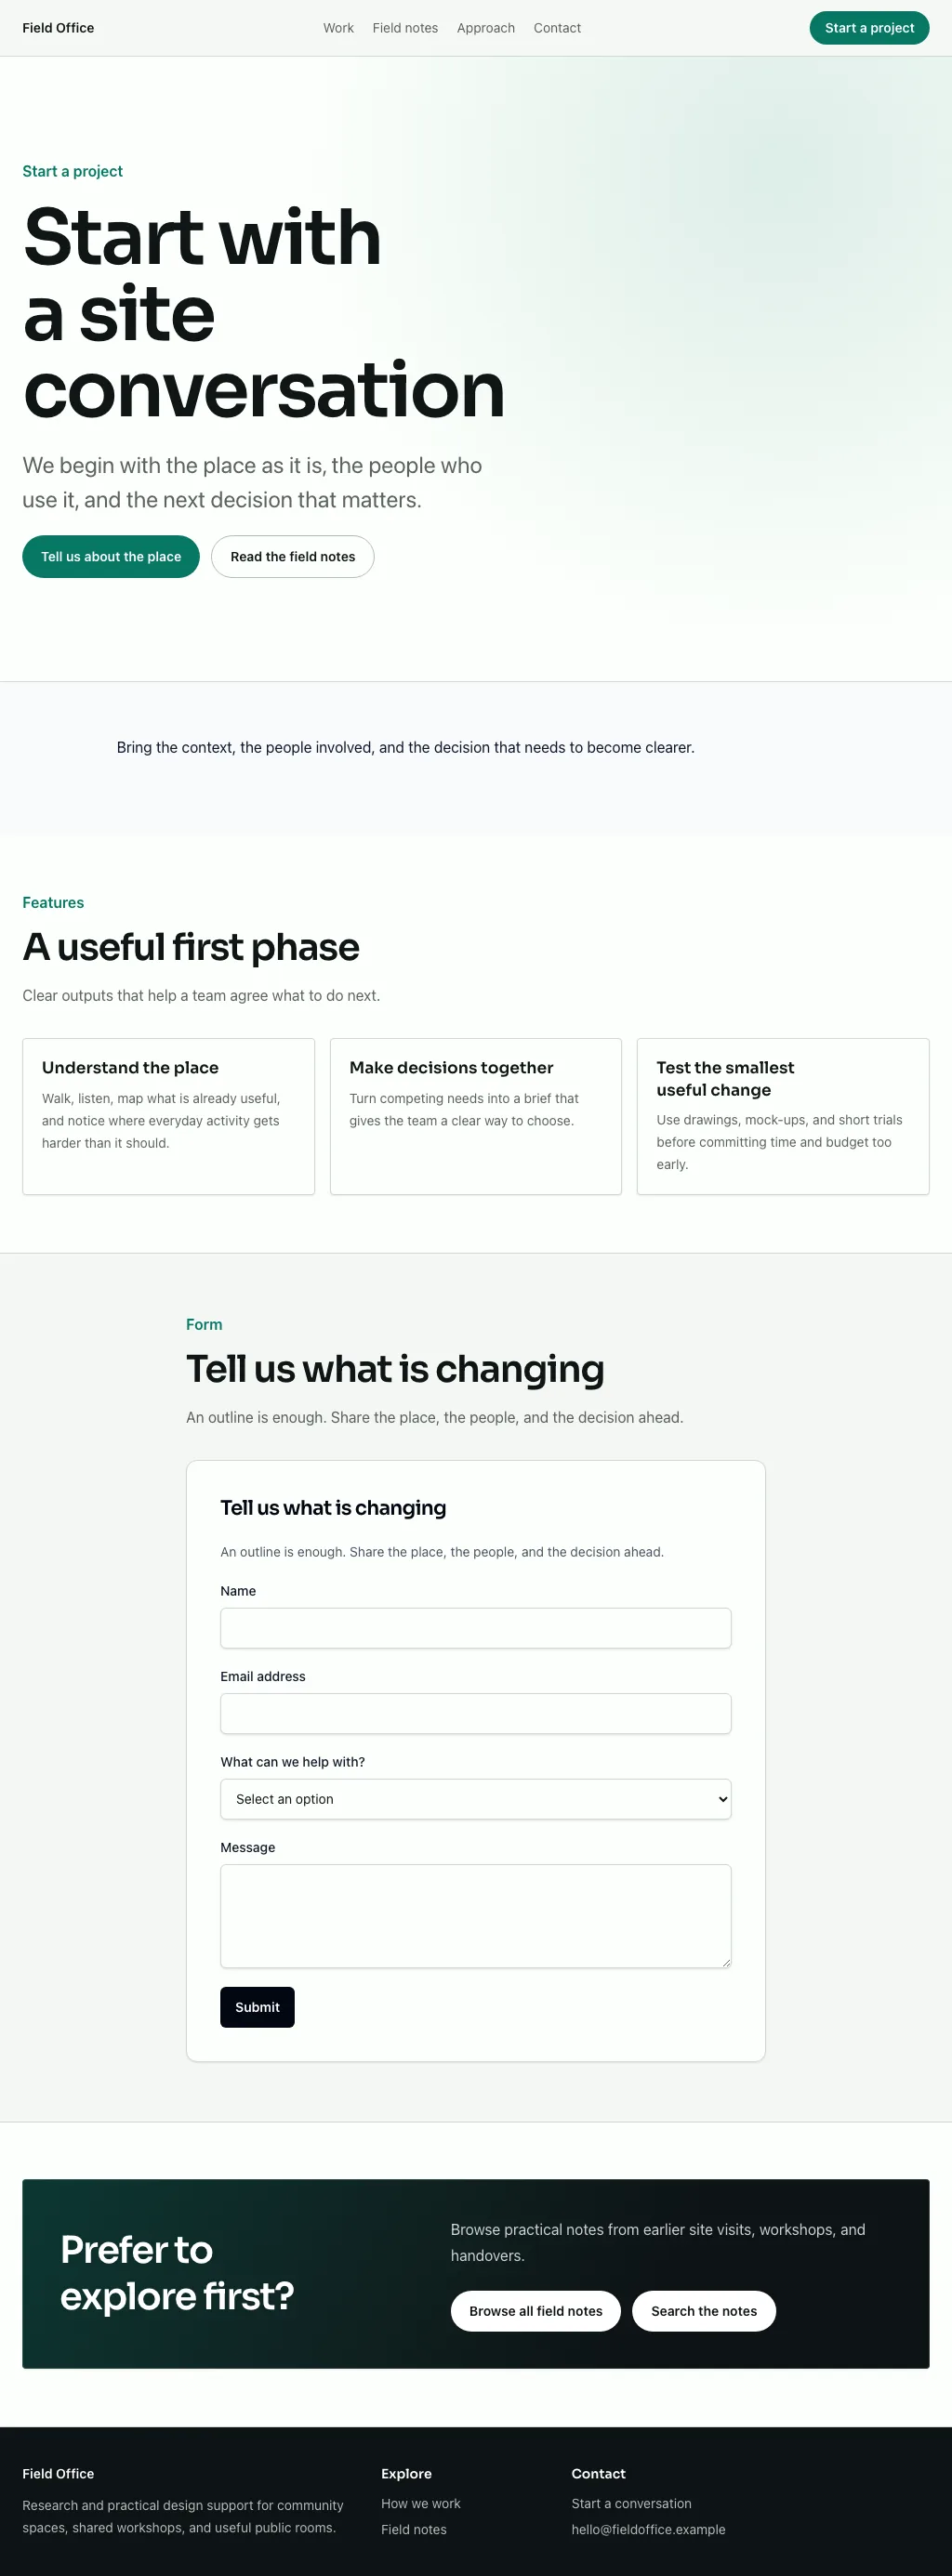 Field Office
Work
Field notes
Approach
Contact
Start a project
Start a project
Start with
a site
conversation
We begin with the place as it is, the people who
use it, and the next decision that matters.
Tell us about the place
Read the field notes
Bring the context, the people involved, and the decision that needs to become clearer.
Features
A useful first phase
Clear outputs that help a team agree what to do next.
Understand the place
Walk, listen, map what is already useful,
and notice where everyday activity gets
harder than it should.
Make decisions together
Turn competing needs into a brief that
gives the team a clear way to choose.
Test the smallest
useful change
Use drawings, mock-ups, and short trials
before committing time and budget too
early.
Form
Tell us what is changing
An outline is enough. Share the place, the people, and the decision ahead.
Tell us what is changing
An outline is enough. Share the place, the people, and the decision ahead.
Name
Email address
What can we help with?
Select an option
Message
Submit
Prefer to
explore first?
Browse practical notes from earlier site visits, workshops, and
handovers.
Browse all field notes
Search the notes
Field Office
Research and practical design support for community
spaces, shared workshops, and useful public rooms.
Explore
How we work
Field notes
Contact
Start a conversation
hello@fieldoffice.example